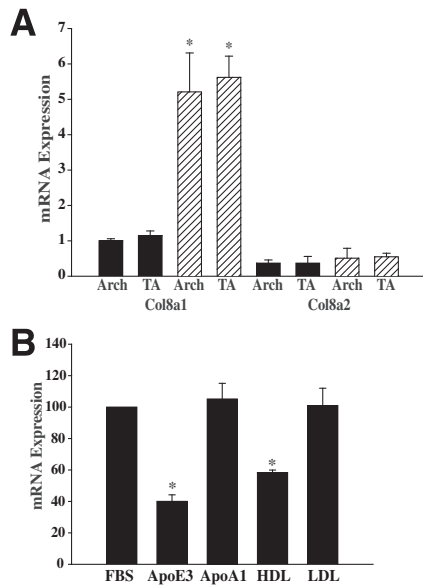 A
7
6
5
4
3
2
1
0
mRNA Expression
* *
Arch TA Arch TA Arch TA Arch TA
Col8a1 Col8a2
B
140
120
100
80
60
40
20
0
mRNA Expression
* *
FBS ApoE3 ApoA1 HDL LDL